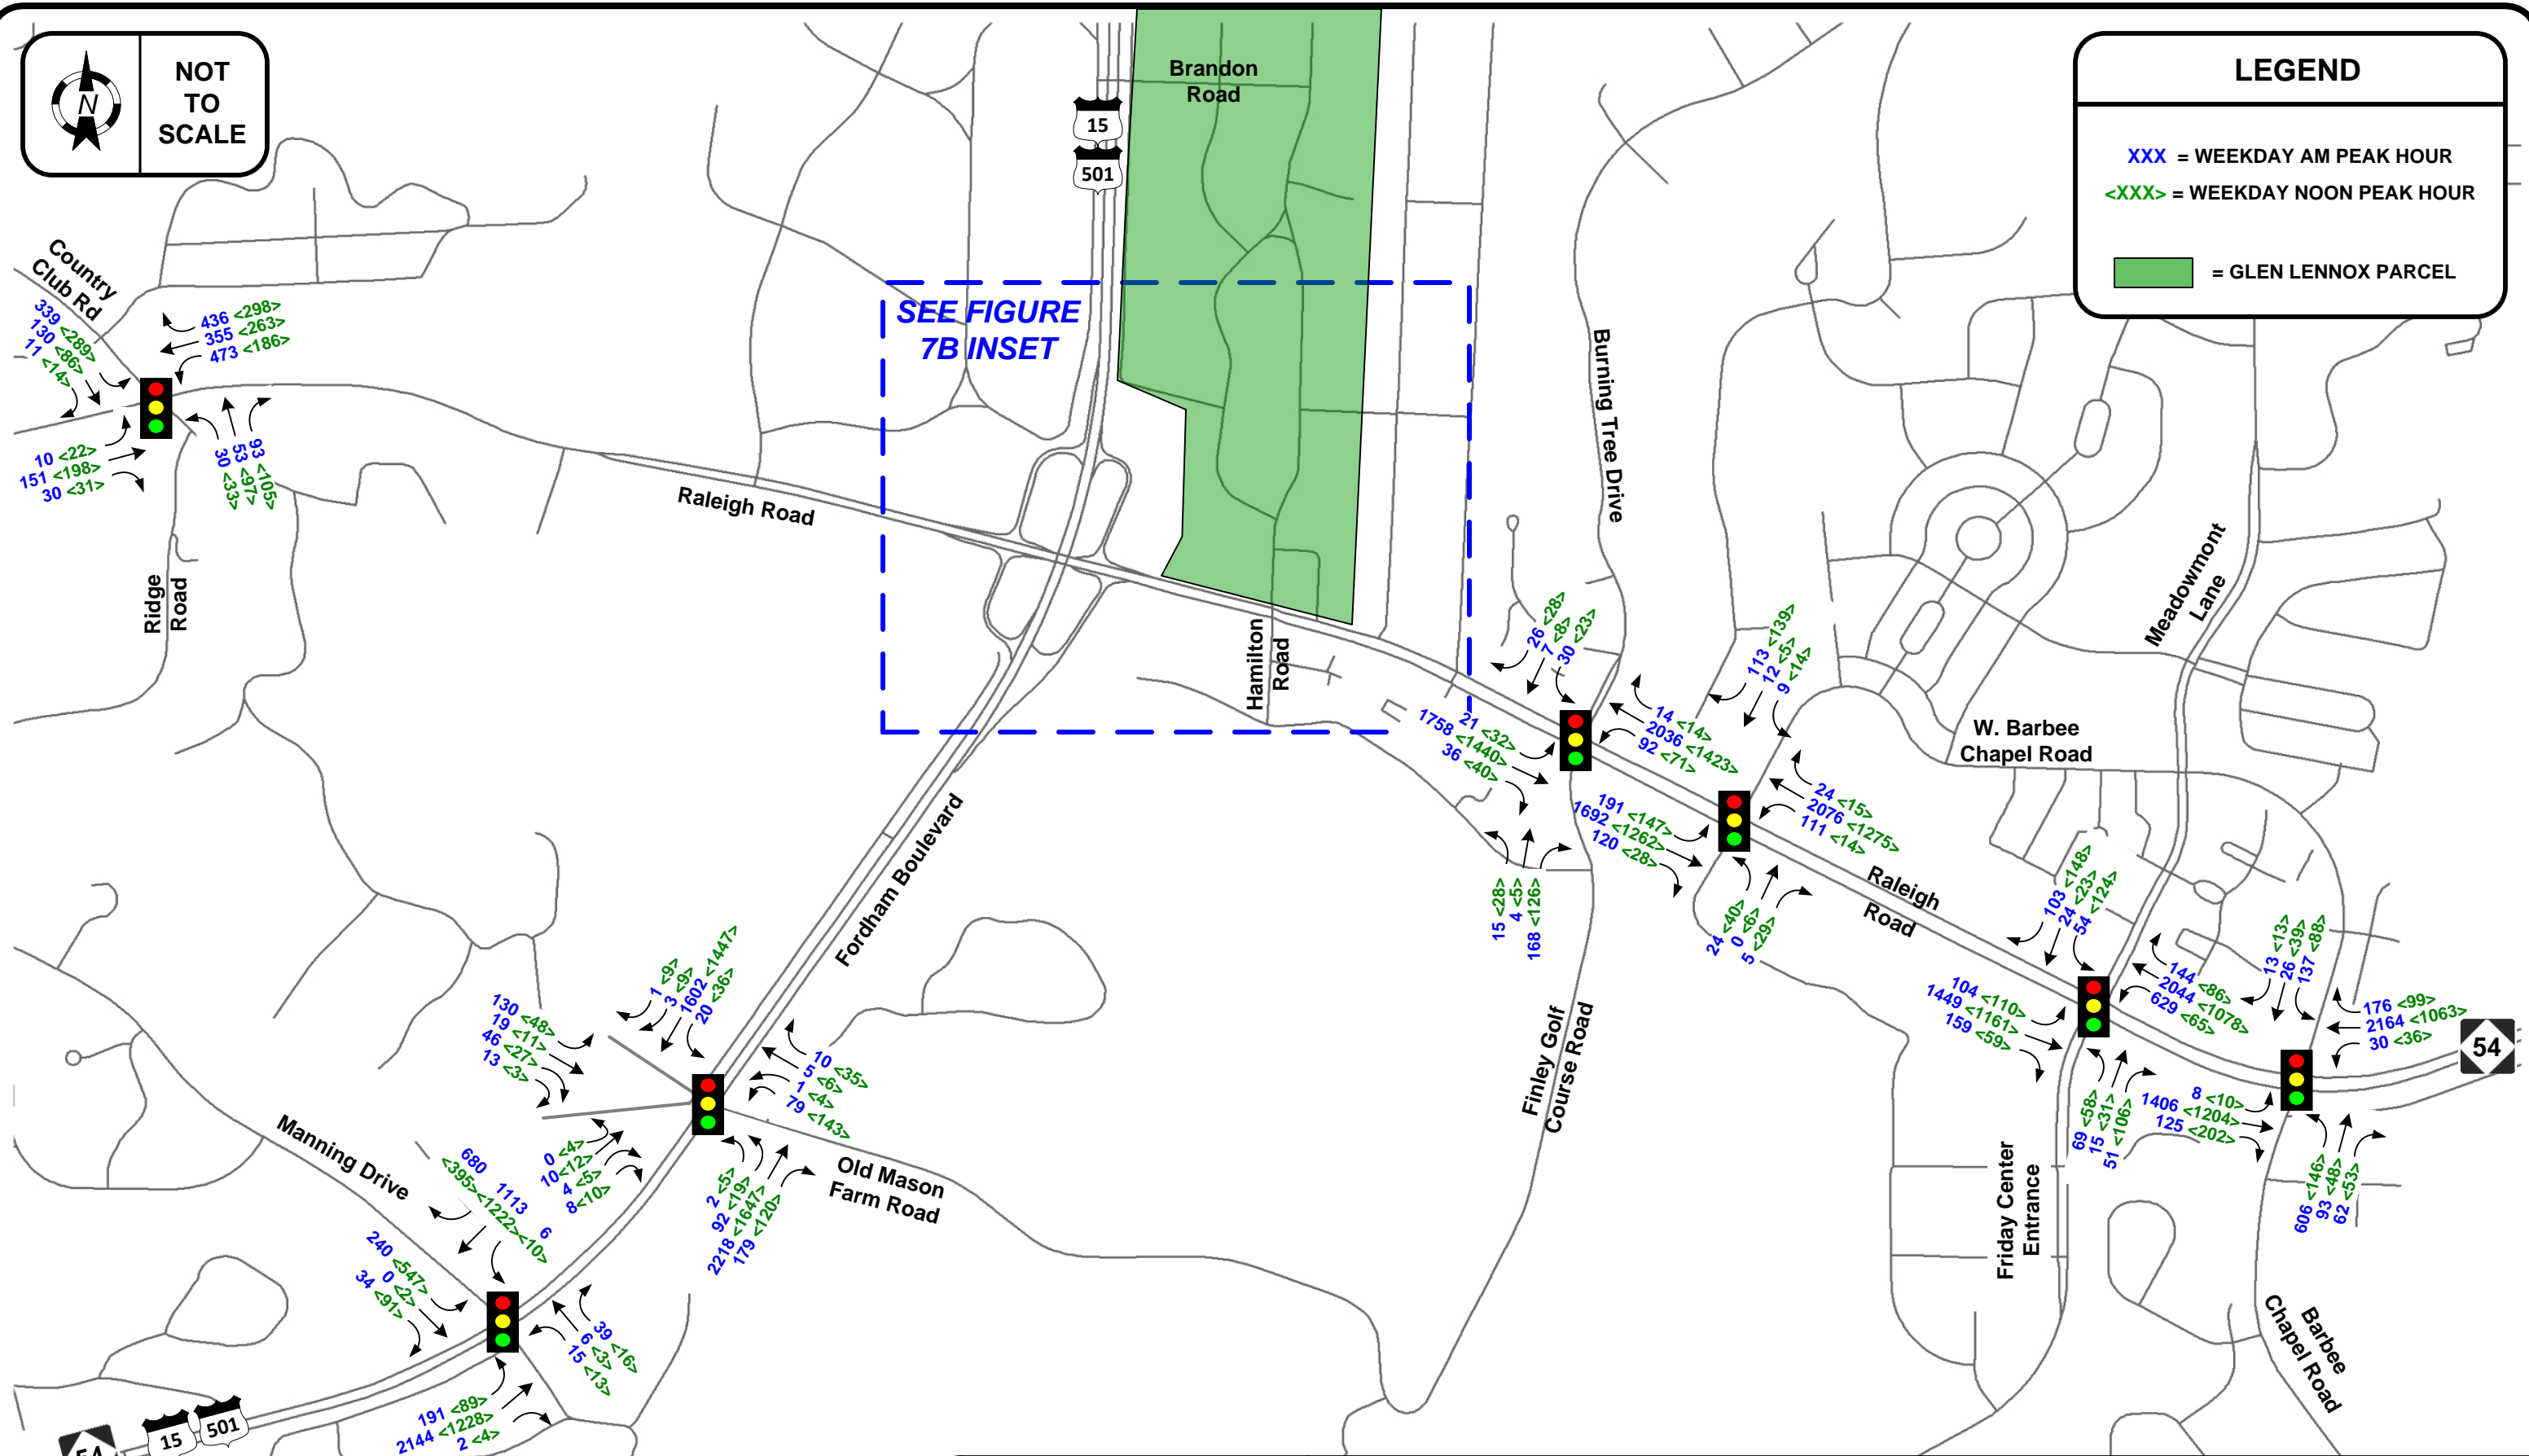 NOT
TO
SCALE
N
Brandon
Road
15
501
LEGEND
XXX = WEEKDAY AM PEAK HOUR
<XXX> = WEEKDAY NOON PEAK HOUR
= GLEN LENNOX PARCEL
Country
Club Rd
339 <289>
130 <86>
11 <14>
436 <298>
355 <263>
473 <186>
10 <22>
151 <198>
30 <31>
30 <33>
53 <97>
93 <105>
SEE FIGURE
7B INSET
Raleigh Road
Ridge
Road
Burning Tree Drive
Hamilton
Road
Meadowmont
Lane
26 <28>
7 <8>
30 <23>
14 <14>
2036 <1423>
92 <71>
21 <32>
1758 <1440>
36 <40>
15 <28>
4 <5>
168 <126>
113 <139>
12 <5>
9 <14>
24 <15>
2076 <1275>
111 <14>
191 <147>
1692 <1262>
120 <28>
24 <40>
0 <6>
5 <29>
W. Barbee
Chapel Road
Raleigh
Road
Fordham Boulevard
103 <148>
24 <23>
54 <124>
144 <86>
2044 <1078>
629 <65>
104 <110>
1449 <1161>
159 <59>
69 <58>
15 <31>
51 <106>
13 <13>
26 <39>
137 <88>
176 <99>
2164 <1063>
30 <36>
8 <10>
1406 <1204>
125 <202>
606 <146>
93 <48>
62 <53>
54
1 <9>
3 <9>
1602 <1447>
20 <36>
130 <48>
19 <11>
46 <27>
13 <3>
10 <35>
5 <6>
1 <4>
79 <143>
0 <4>
10 <12>
4 <5>
8 <10>
2 <5>
92 <19>
2218 <1647>
179 <120>
Old Mason
Farm Road
Finley Golf
Course Road
Friday Center
Entrance
Barbee
Chapel Road
Manning Drive
680 <395>
1113 <1222>
6 <10>
240 <547>
0 <2>
34 <91>
39 <16>
6 <3>
15 <13>
191 <89>
2144 <1228>
2 <4>
15
501
54